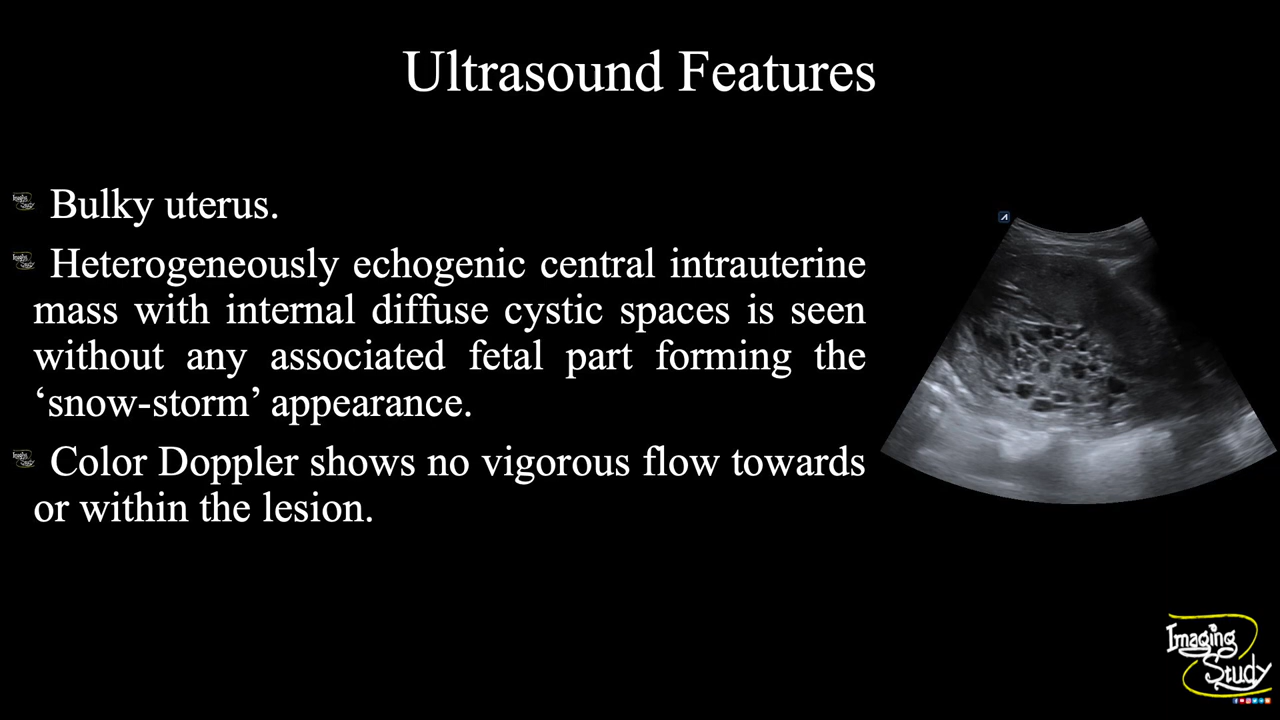 Ultrasound Features
Bulky uterus.
Heterogeneously echogenic central intrauterine
mass with internal diffuse cystic spaces is seen
without any associated fetal part forming the
‘snow-storm’ appearance.
Color Doppler shows no vigorous flow towards
or within the lesion.
Imaging
Study